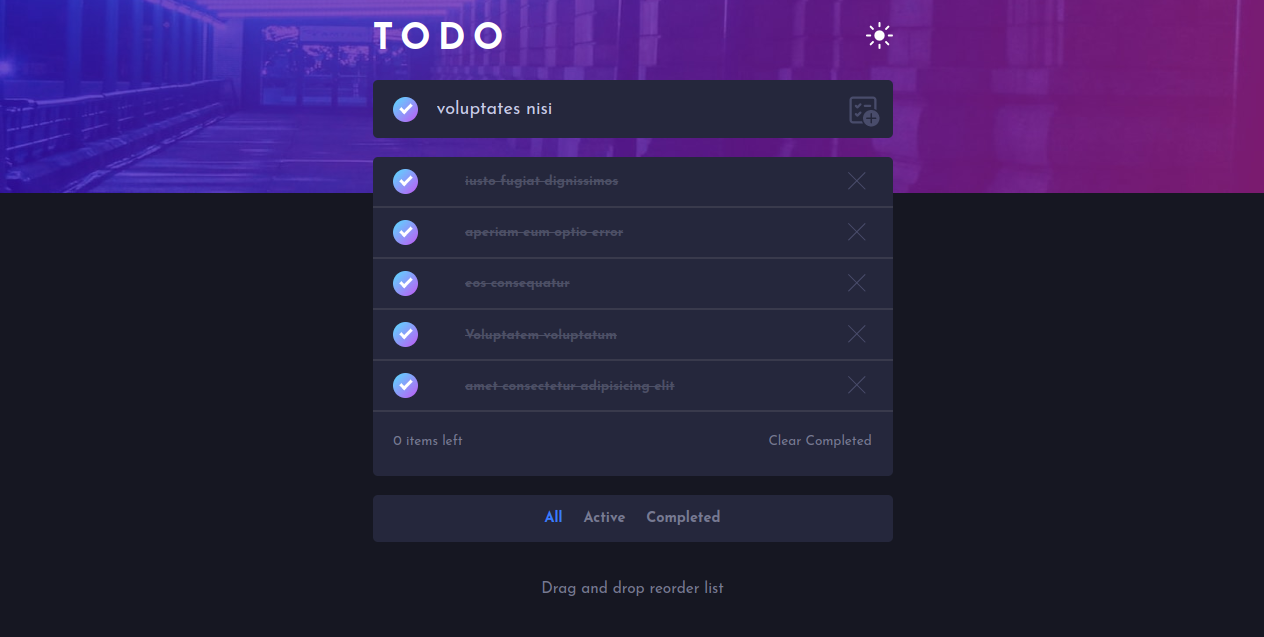 TODO
voluptates nisi
iusto fugiat dignissimos
aperiam eum optio error
eos consequatur
Voluptatem voluptatum
amet consectetur adipisicing elit
0 items left Clear Completed
All Active Completed
Drag and drop reorder list